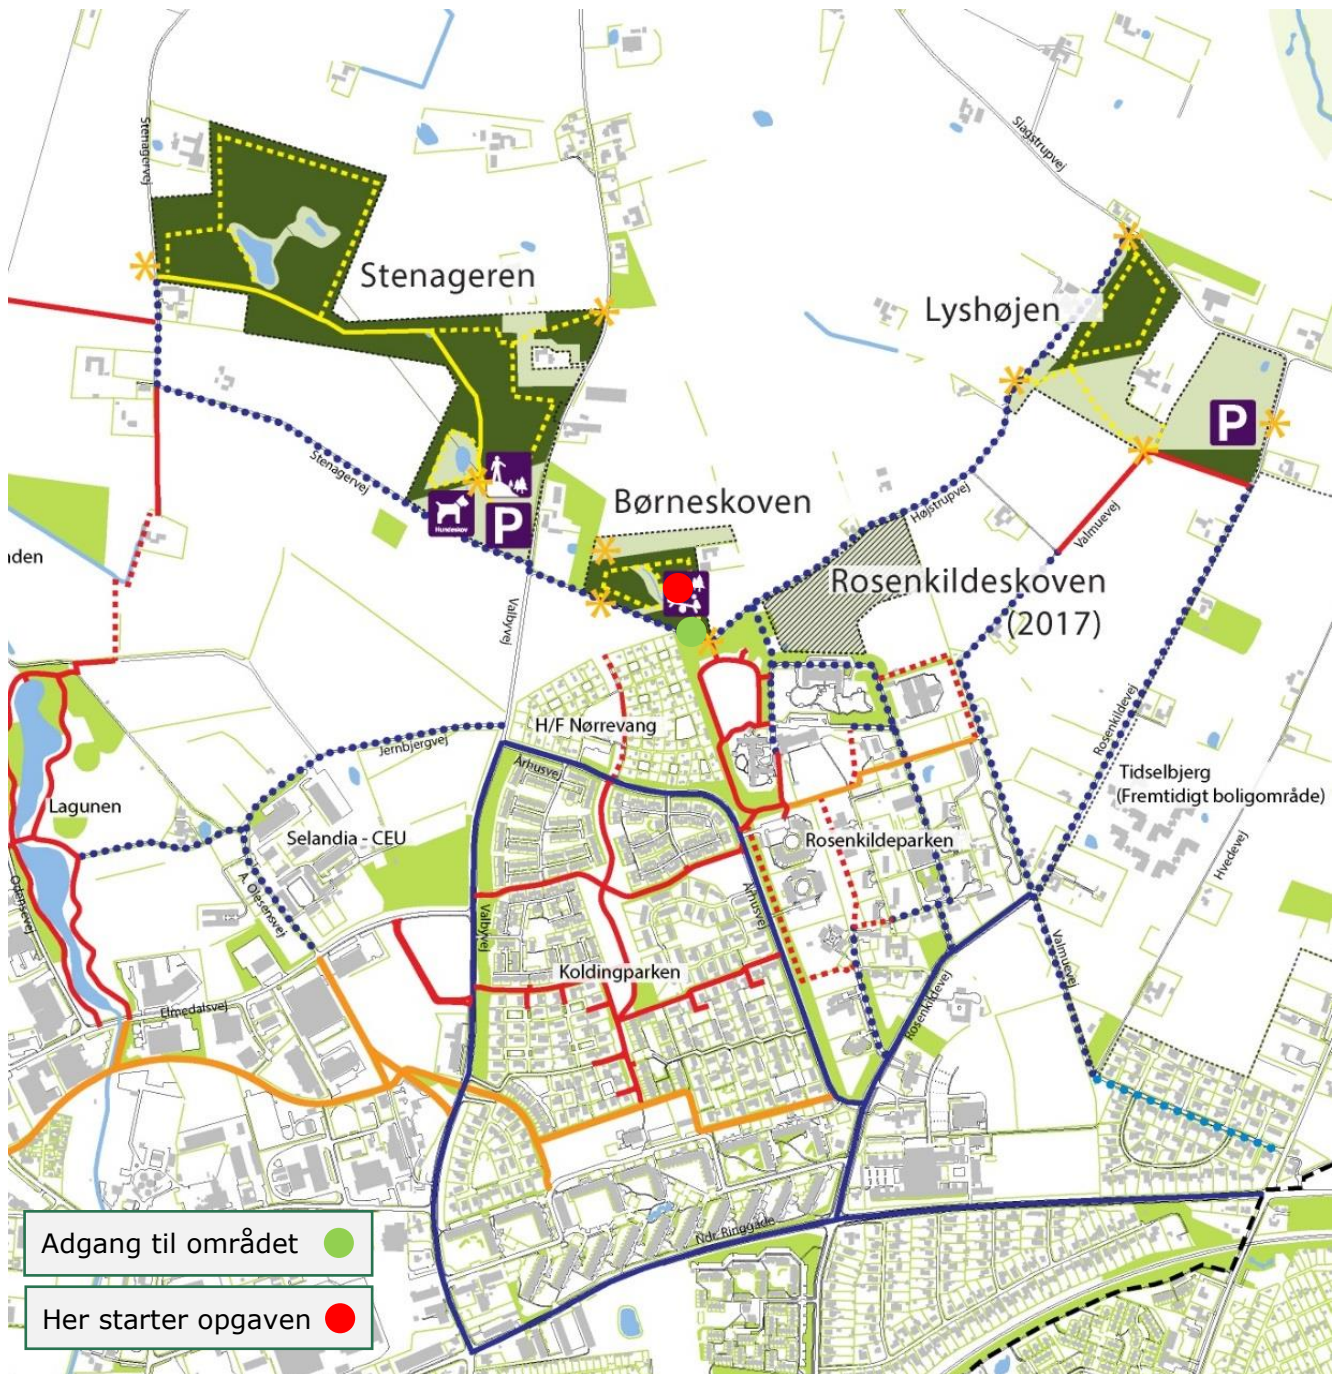 Stenagervej
Slagstrupvej
Stenageren
Lyshøjen
P
Stenagervej
Hundeskov
P
Børneskoven
Højstrupvej
Valmuevej
Rosenkildeskoven
(2017)
Valbyvej
H/F Nørrevang
Jernbjergvej
Århusvej
Rosenkildevej
Tidselbjerg
(Fremtidigt boligområde)
Lagunen
Selandia - CEU
Rosenkildeparken
Hvedevej
Odensevej
A. Olesensvej
Valbyvej
Århusvej
Koldingparken
Valmuevej
Elmedalsvej
Rosenkildevej
Ndr. Ringgade
Adgang til området
Her starter opgaven